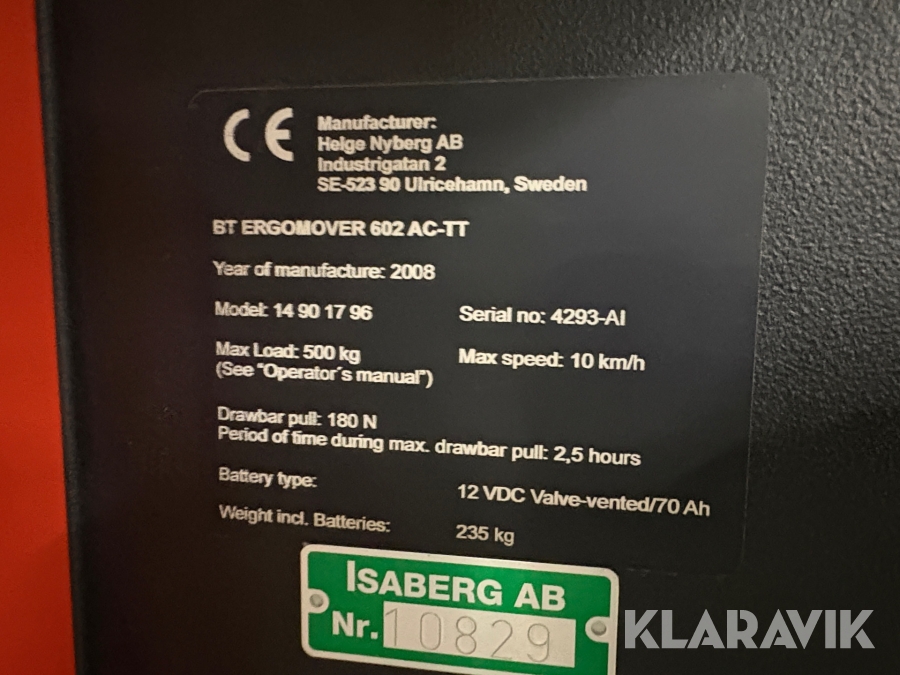 CE
Manufacturer:
Helge Nyberg AB
Industrigatan 2
SE-523 90 Ulricehamn, Sweden
BT ERGOMOVER 602 AC-TT
Year of manufacture: 2008
Model: 14 90 17 96 Serial no: 4293-AI
Max Load: 500 kg Max speed: 10 km/h
(See "Operator´s manual")
Drawbar pull: 180 N
Period of time during max. drawbar pull: 2,5 hours
Battery type: 12 VDC Valve-vented/70 Ah
Weight incl. Batteries: 235 kg
ISABERG AB
Nr. 10829
KLARAVIK